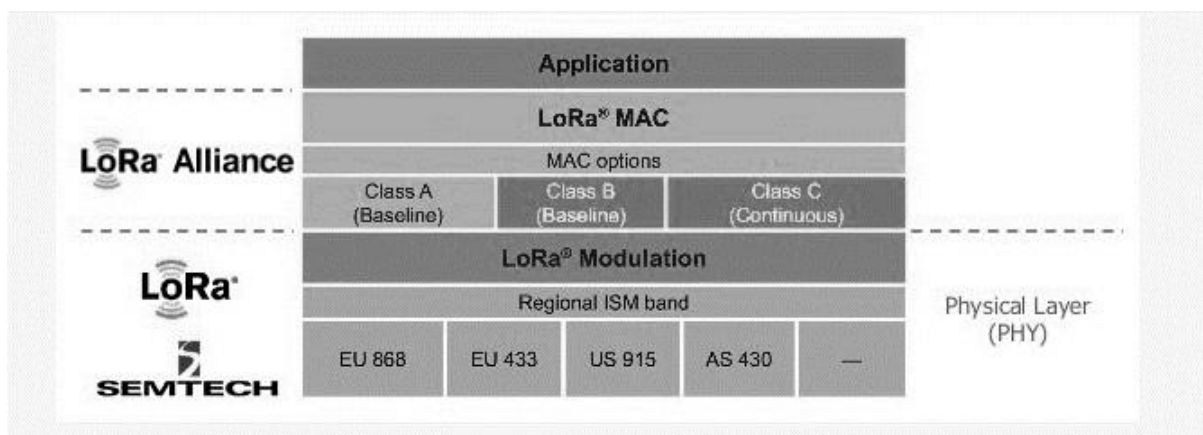 Application
LoRa® MAC
LoRa Alliance
MAC options
Class A
(Baseline)
Class B
(Baseline)
Class C
(Continuous)
LoRa® Modulation
LoRa
Regional ISM band
Physical Layer
(PHY)
EU 868
EU 433
US 915
AS 430
—
SEMTECH